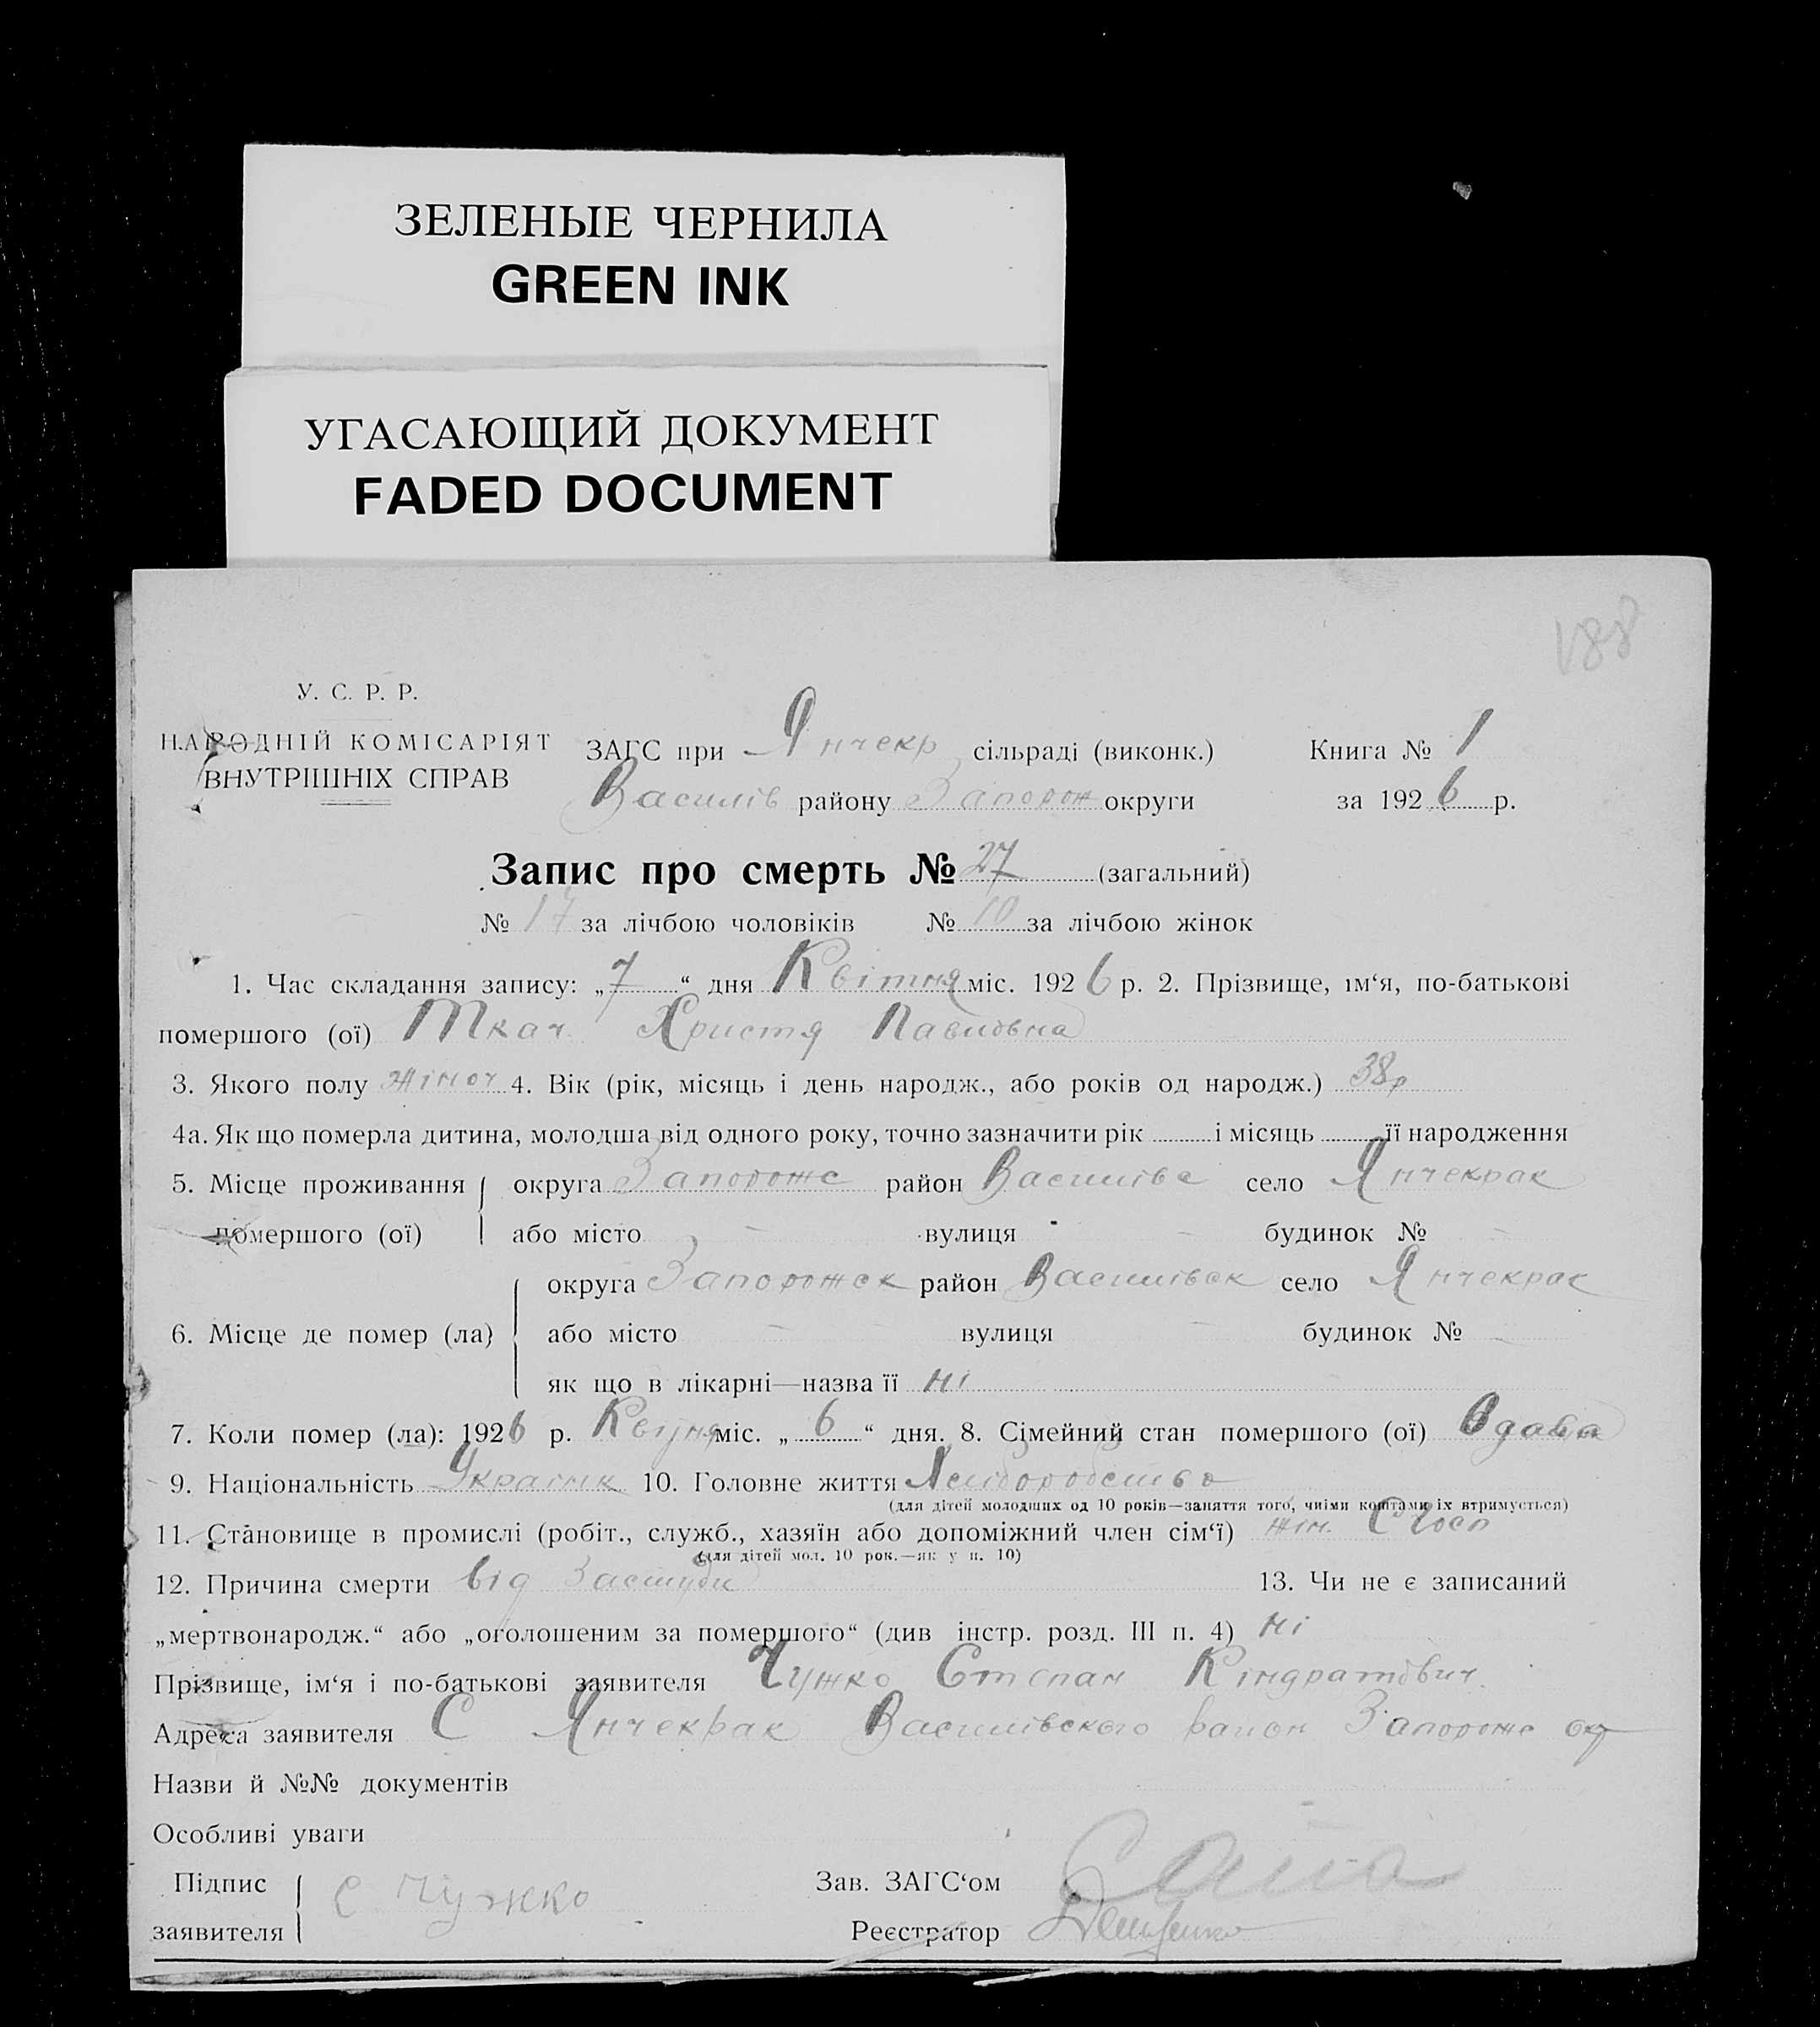 ЗЕЛЕНЫЕ ЧЕРНИЛА
GREEN INK
УГАСАЮЩИЙ ДОКУМЕНТ
FADED DOCUMENT
188
У. С. Р. Р.
НАРОДНІЙ КОМІСАРІЯТ
ВНУТРІШНІХ СПРАВ
ЗАГС при Янчекр сільраді (виконк.) Книга № 1
Василів району Запорож округи за 1926 р.
Запис про смерть № 27 (загальний)
№ 17 за лічбою чоловіків № 10 за лічбою жінок
1. Час складання запису: „7“ дня Квітня міс. 1926 р. 2. Прізвище, ім‘я, по-батькові
помершого (ої) Ткач Христя Павлівна
3. Якого полу жіноч 4. Вік (рік, місяць і день народж., або років од народж.) 38р
4а. Як що померла дитина, молодша від одного року, точно зазначити рік і місяць її народження
5. Місце проживання округа Запорожс район Василівс село Янчекрак
помершого (ої) або місто — вулиця — будинок № —
округа Запорожск район Василівск село Янчекрак
6. Місце де помер (ла) або місто — вулиця будинок № —
як що в лікарні—назва її ні
7. Коли помер (ла): 1926 р. Квітня міс. „6“ дня. 8. Сімейний стан помершого (ої) Вдава
9. Національність Українк 10. Головне життя Хліборобство
(для дітей молодших од 10 років—заняття того, чиїми коштами їх втримується)
11. Становище в промислі (робіт., служб., хазяїн або допоміжний член сім‘ї) член
(для дітей мол. 10 рок.—як у п. 10)
12. Причина смерти від Застуди 13. Чи не є записаний
„мертвонародж.“ або „оголошеним за помершого“ (див інстр. розд. III п. 4) ні
Прізвище, ім‘я і по-батькові заявителя Чужко Степан Кіндратович
Адреса заявителя С Янчекрак Василівского район Запорожс окр
Назви й №№ документів
Особливі уваги
Підпис заявителя С Чужко Зав. ЗАГС‘ом
Реєстратор